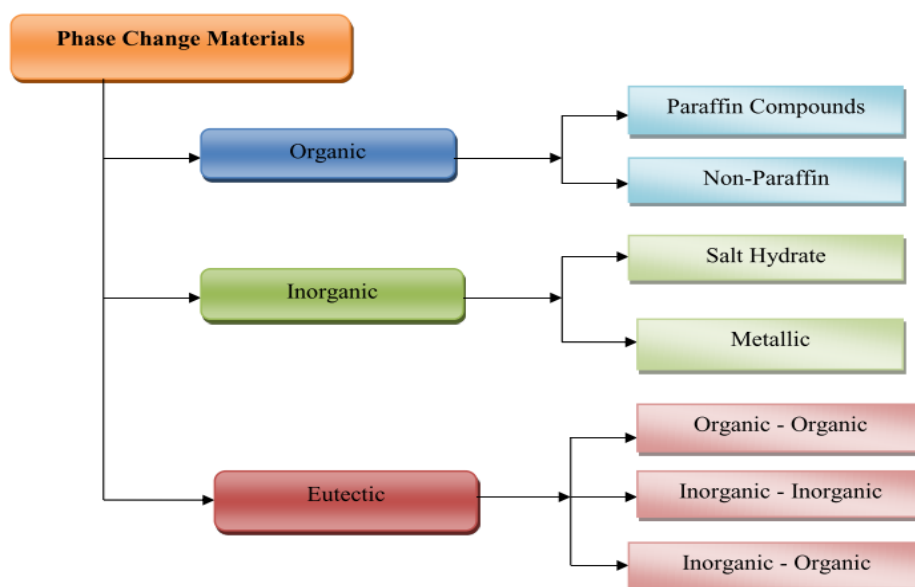 Phase Change Materials
Organic
Paraffin Compounds
Non-Paraffin
Inorganic
Salt Hydrate
Metallic
Eutectic
Organic - Organic
Inorganic - Inorganic
Inorganic - Organic